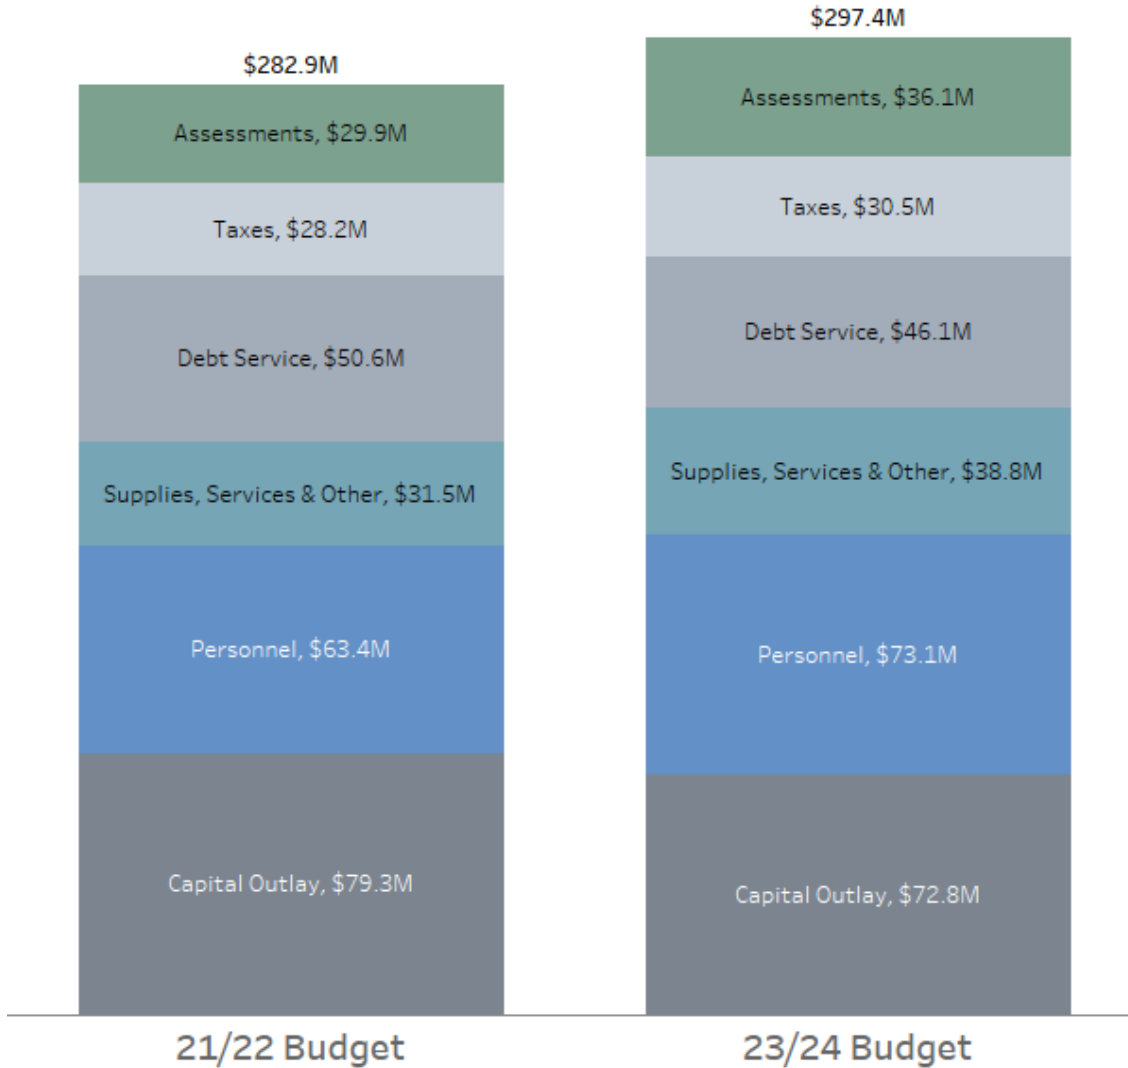 $282.9M
Assessments, $29.9M
Taxes, $28.2M
Debt Service, $50.6M
Supplies, Services & Other, $31.5M
Personnel, $63.4M
Capital Outlay, $79.3M
21/22 Budget
$297.4M
Assessments, $36.1M
Taxes, $30.5M
Debt Service, $46.1M
Supplies, Services & Other, $38.8M
Personnel, $73.1M
Capital Outlay, $72.8M
23/24 Budget